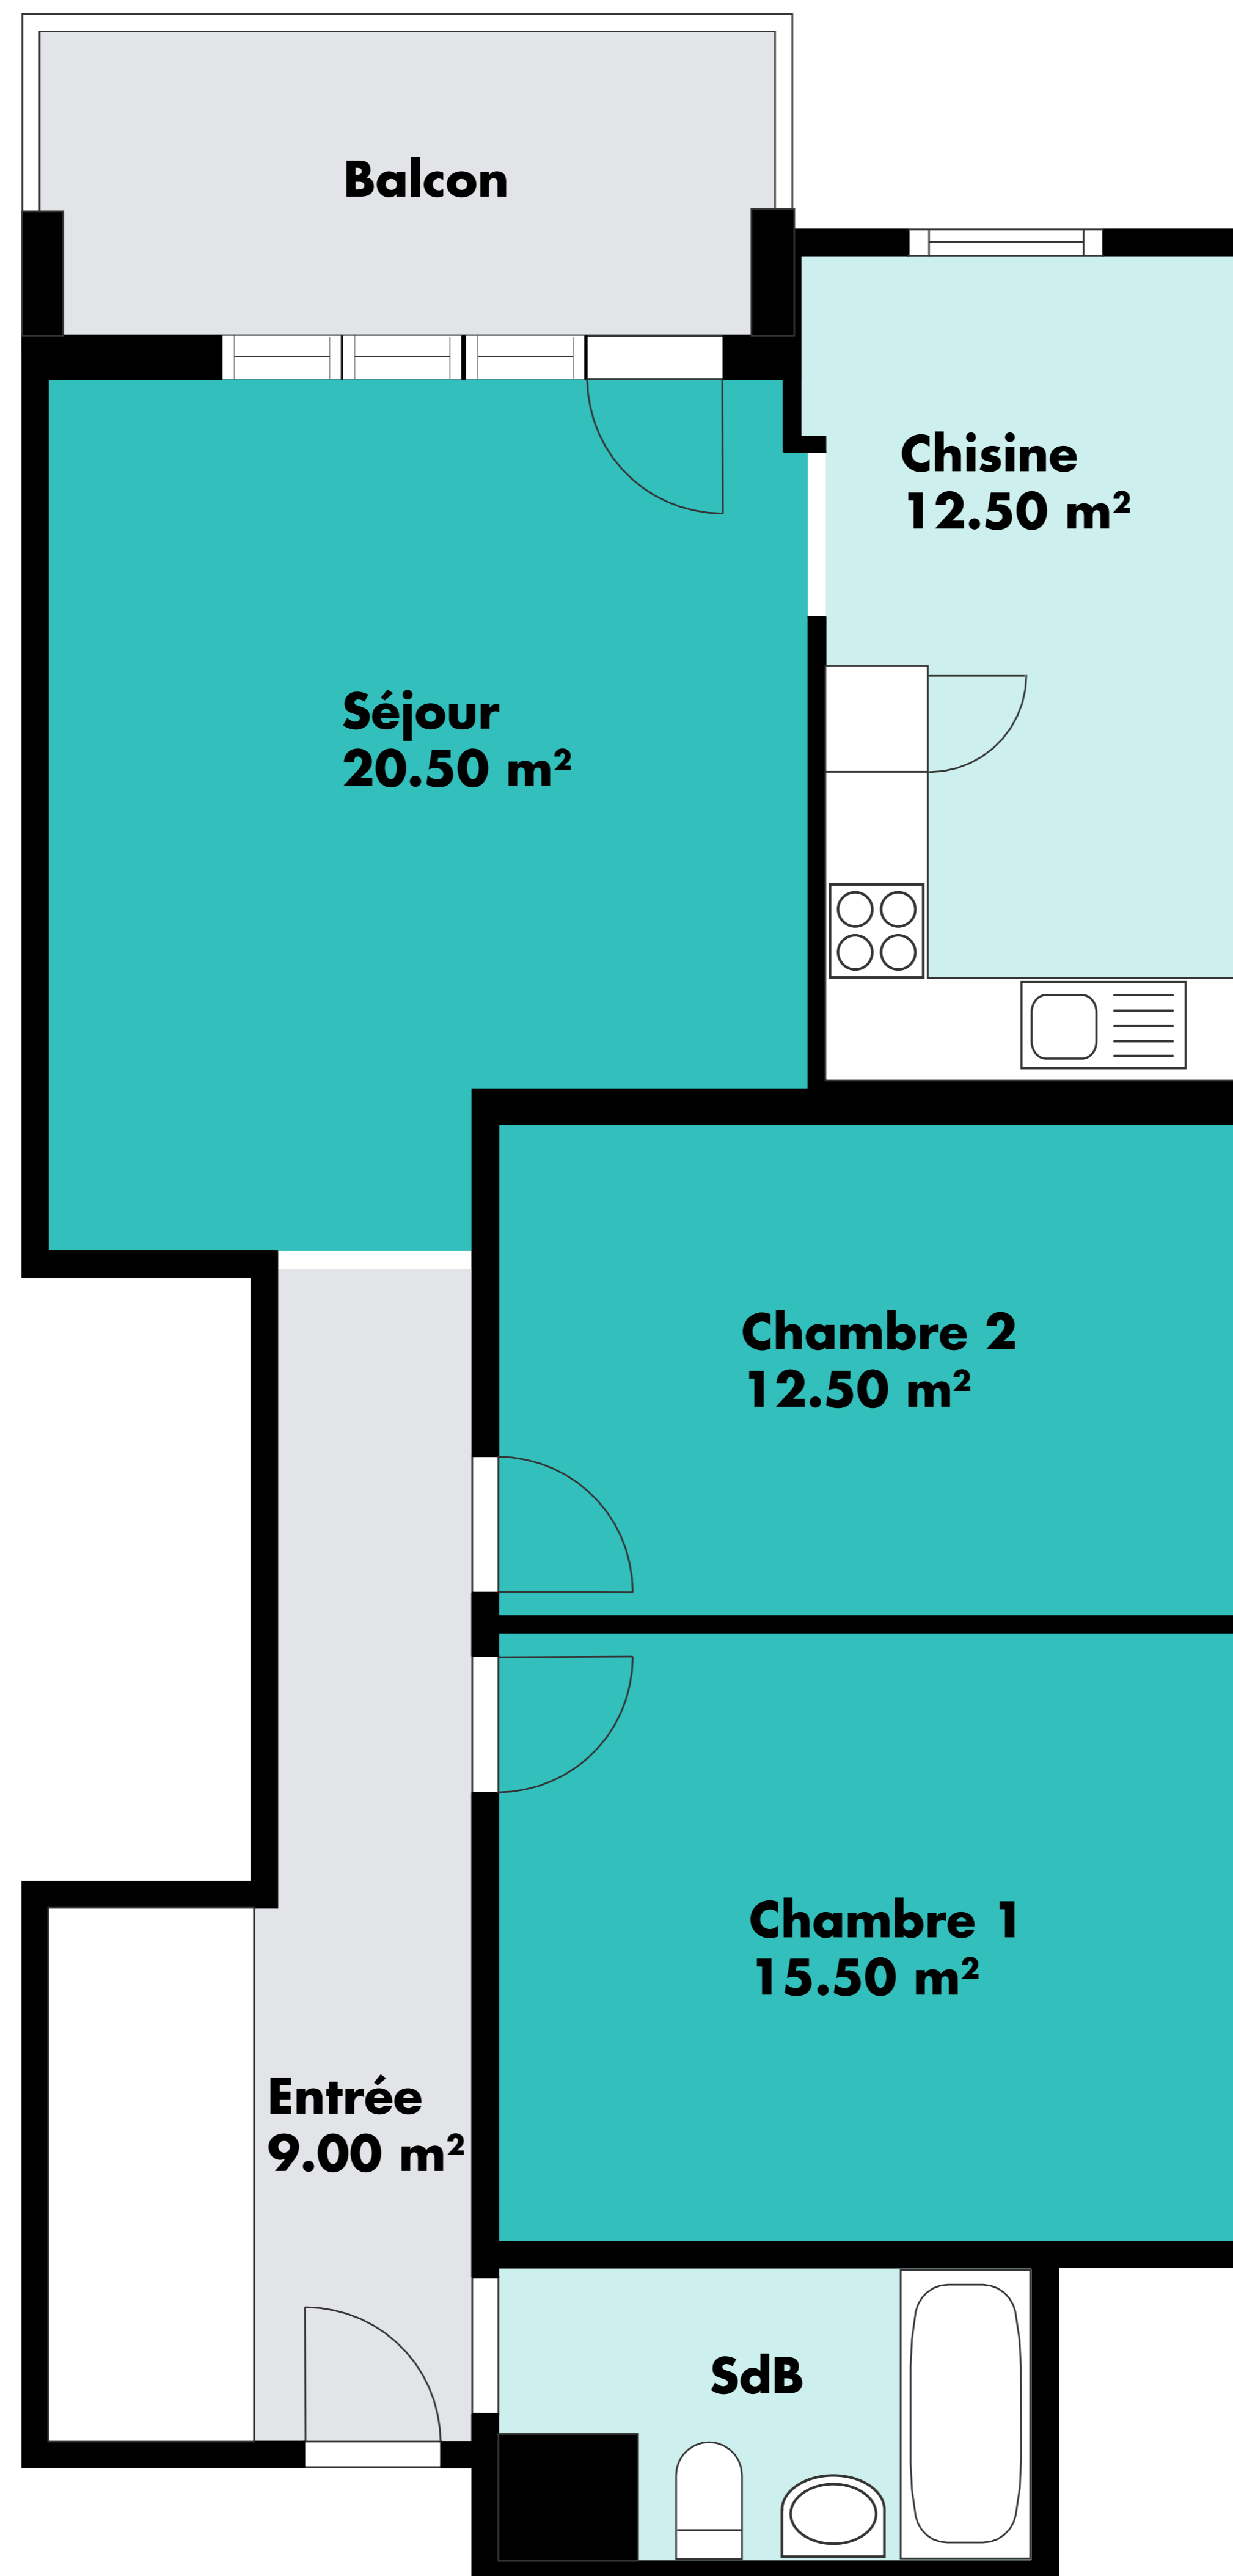 Balcon
Chisine
12.50 m²
Séjour
20.50 m²
Chambre 2
12.50 m²
Chambre 1
15.50 m²
Entrée
9.00 m²
SdB